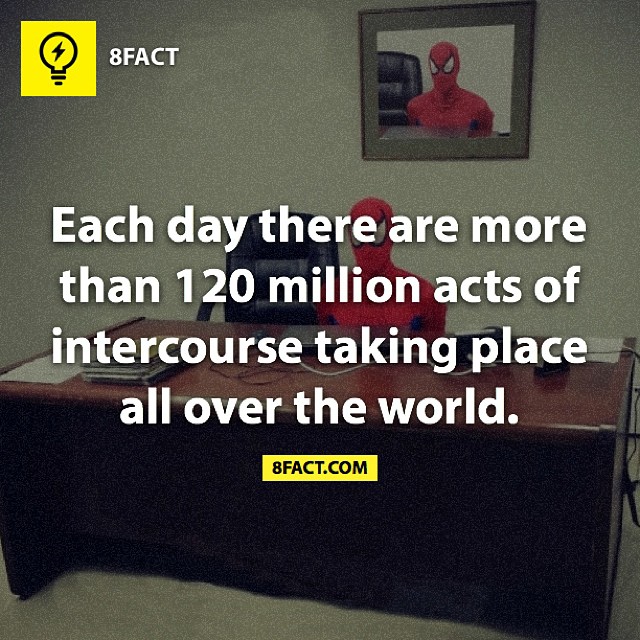 8FACT
Each day there are more
than 120 million acts of
intercourse taking place
all over the world.
8FACT.COM